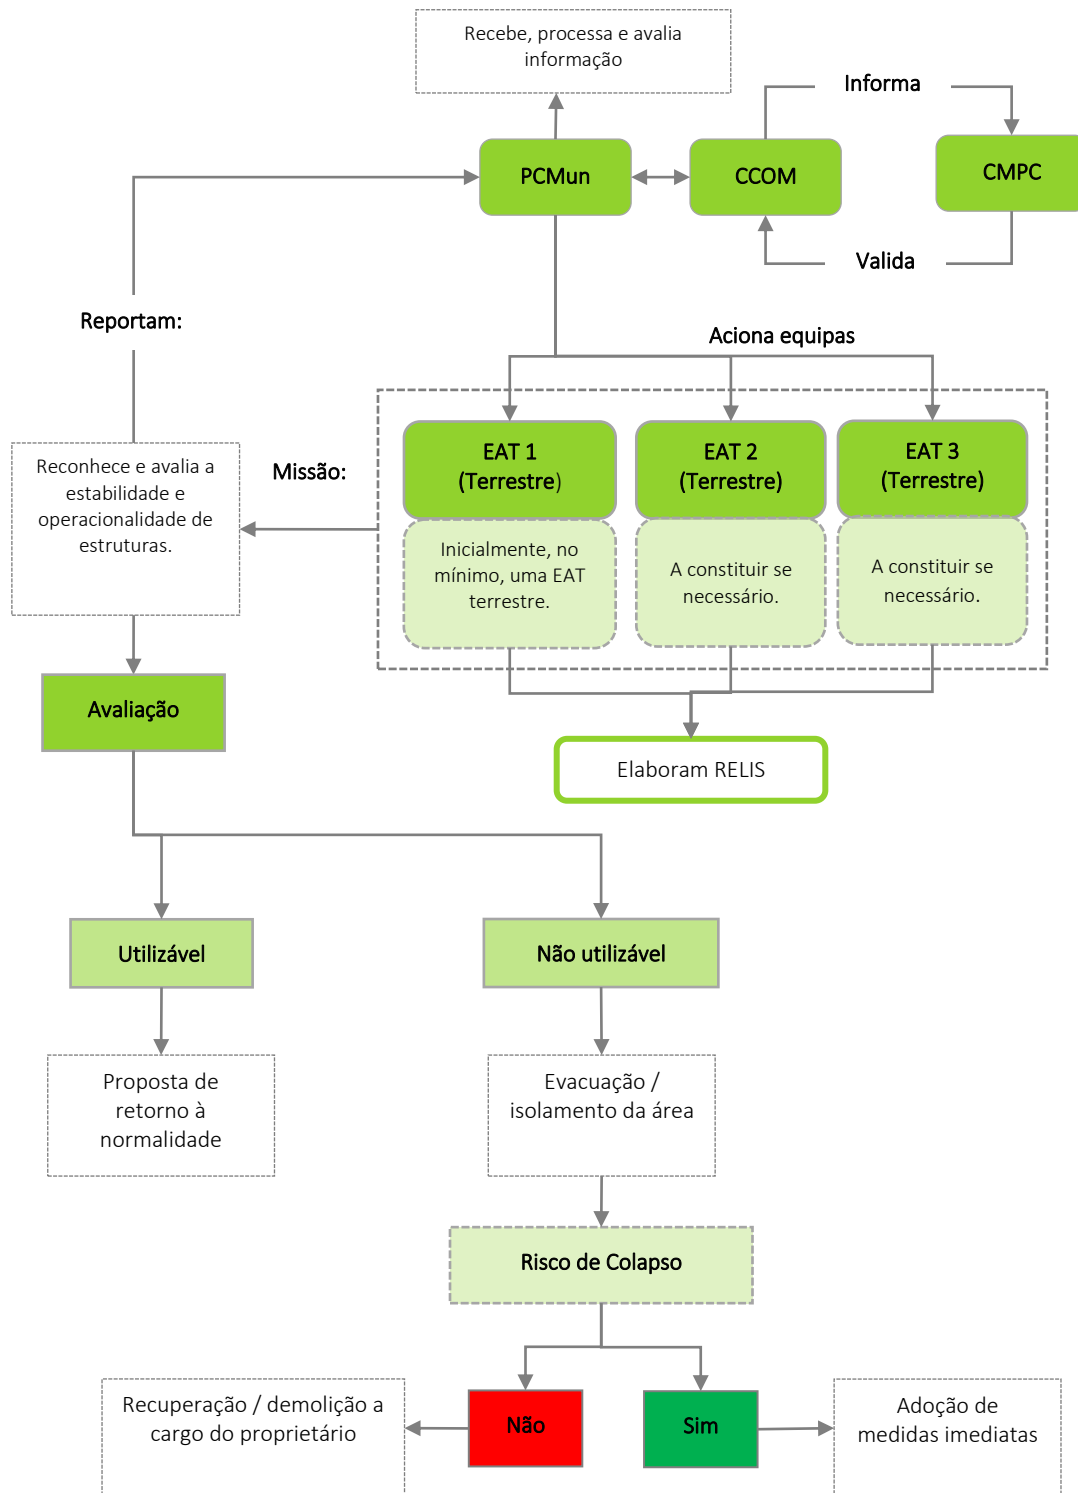 Recebe, processa e avalia
informação
Informa
PCMun
CCOM
CMPC
Valida
Reportam:
Aciona equipas
Missão:
EAT 1
(Terrestre)
EAT 2
(Terrestre)
EAT 3
(Terrestre)
Reconhece e avalia a
estabilidade e
operacionalidade de
estruturas.
Inicialmente, no
mínimo, uma EAT
terrestre.
A constituir se
necessário.
A constituir se
necessário.
Avaliação
Elaboram RELIS
Utilizável
Não utilizável
Proposta de
retorno à
normalidade
Evacuação /
isolamento da área
Risco de Colapso
Recuperação / demolição a
cargo do proprietário
Não
Sim
Adoção de
medidas imediatas